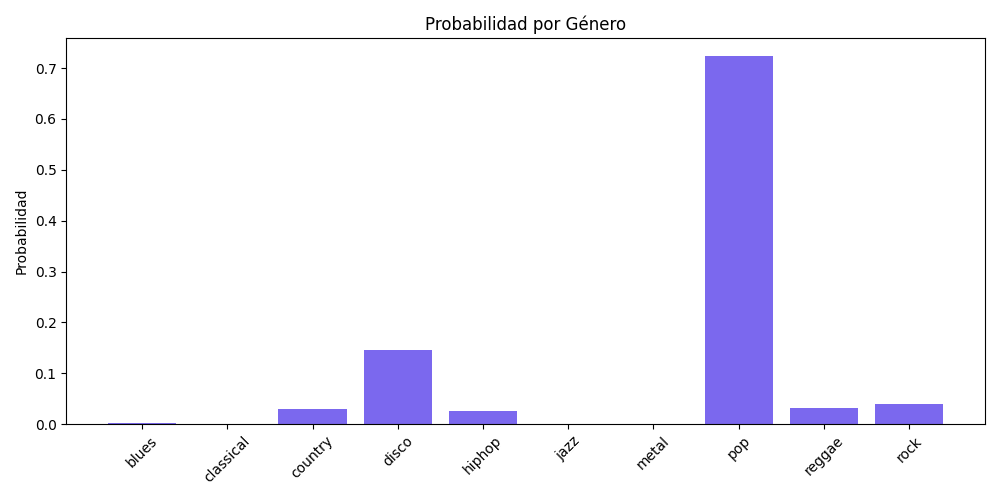 Probabilidad por Género
Probabilidad
0.7
0.6
0.5
0.4
0.3
0.2
0.1
0.0
blues
classical
country
disco
hiphop
jazz
metal
pop
reggae
rock